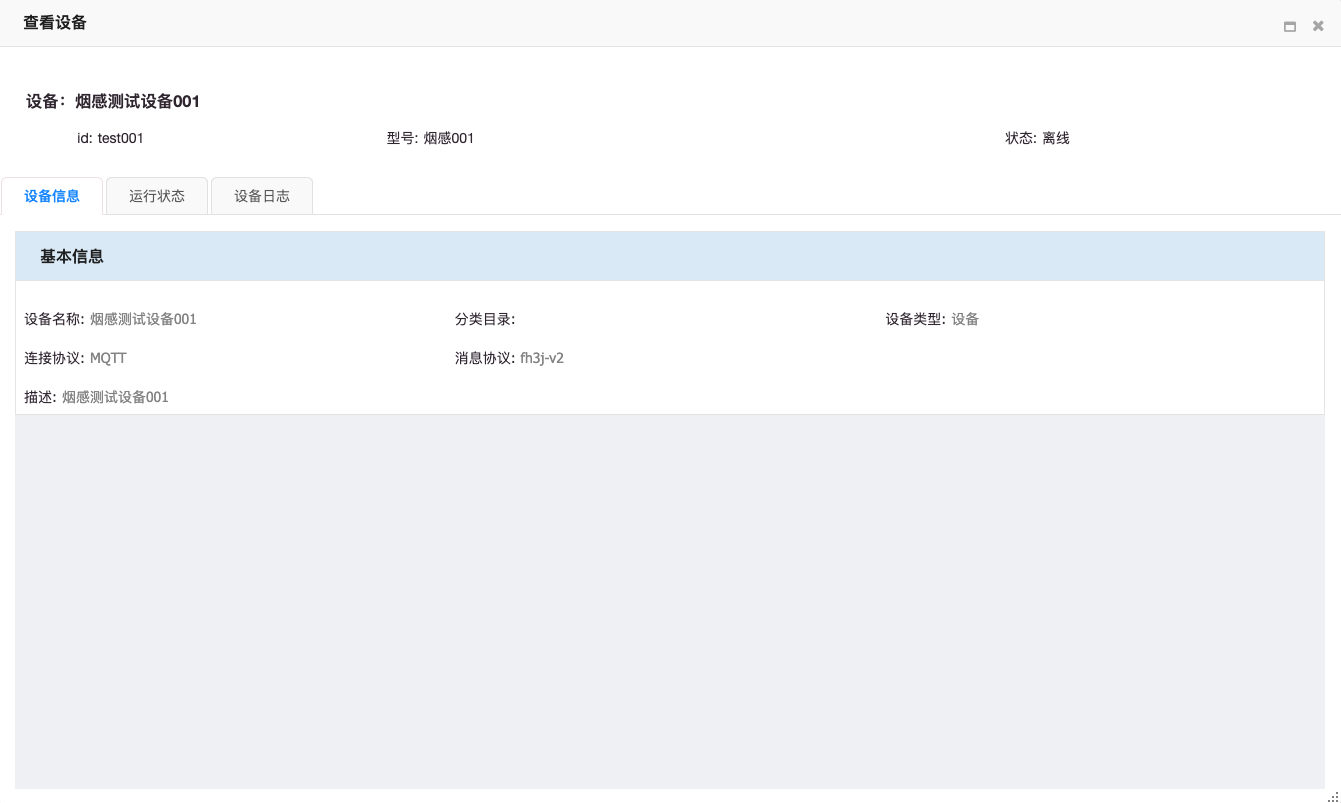 查看设备
设备：烟感测试设备001
id: test001 型号: 烟感001 状态: 离线
设备信息 运行状态 设备日志
基本信息
设备名称: 烟感测试设备001 分类目录: 设备类型: 设备
连接协议: MQTT 消息协议: fh3j-v2
描述: 烟感测试设备001